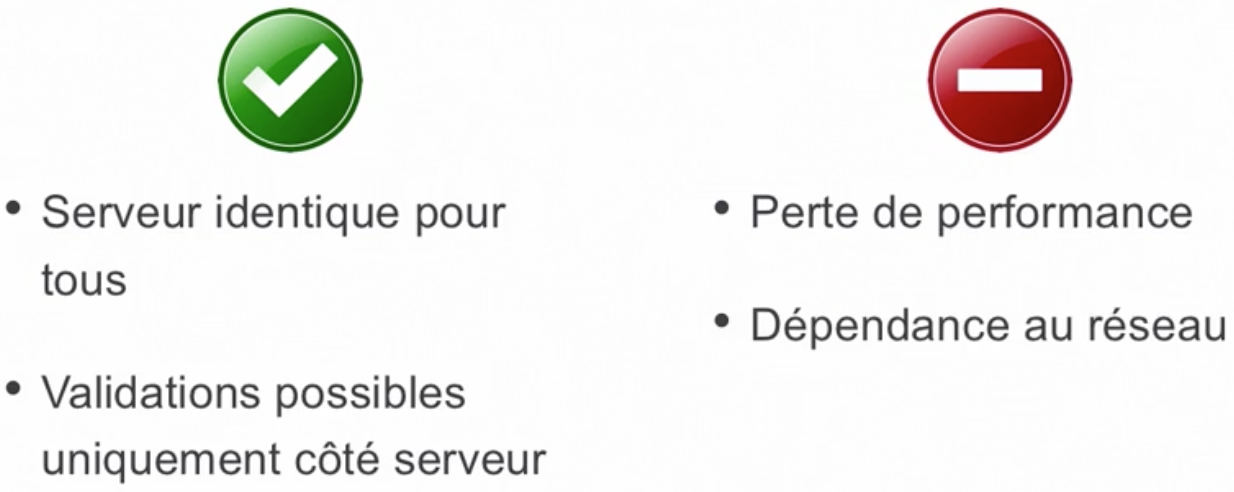 • Serveur identique pour
tous
• Validations possibles
uniquement côté serveur
• Perte de performance
• Dépendance au réseau